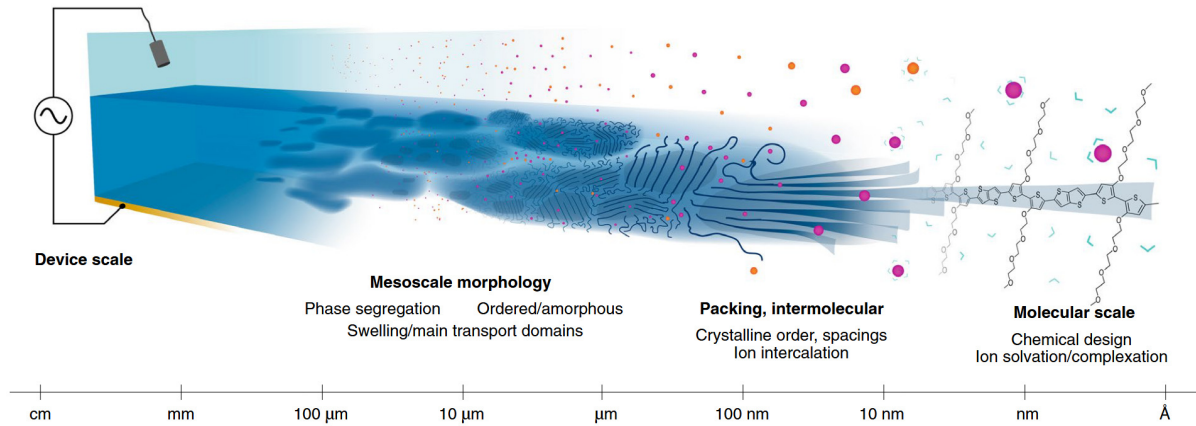 Device scale
Mesoscale morphology
Phase segregation Ordered/amorphous
Swelling/main transport domains
Packing, intermolecular
Crystalline order, spacings
Ion intercalation
Molecular scale
Chemical design
Ion solvation/complexation
cm mm 100 µm 10 µm µm 100 nm 10 nm nm Å